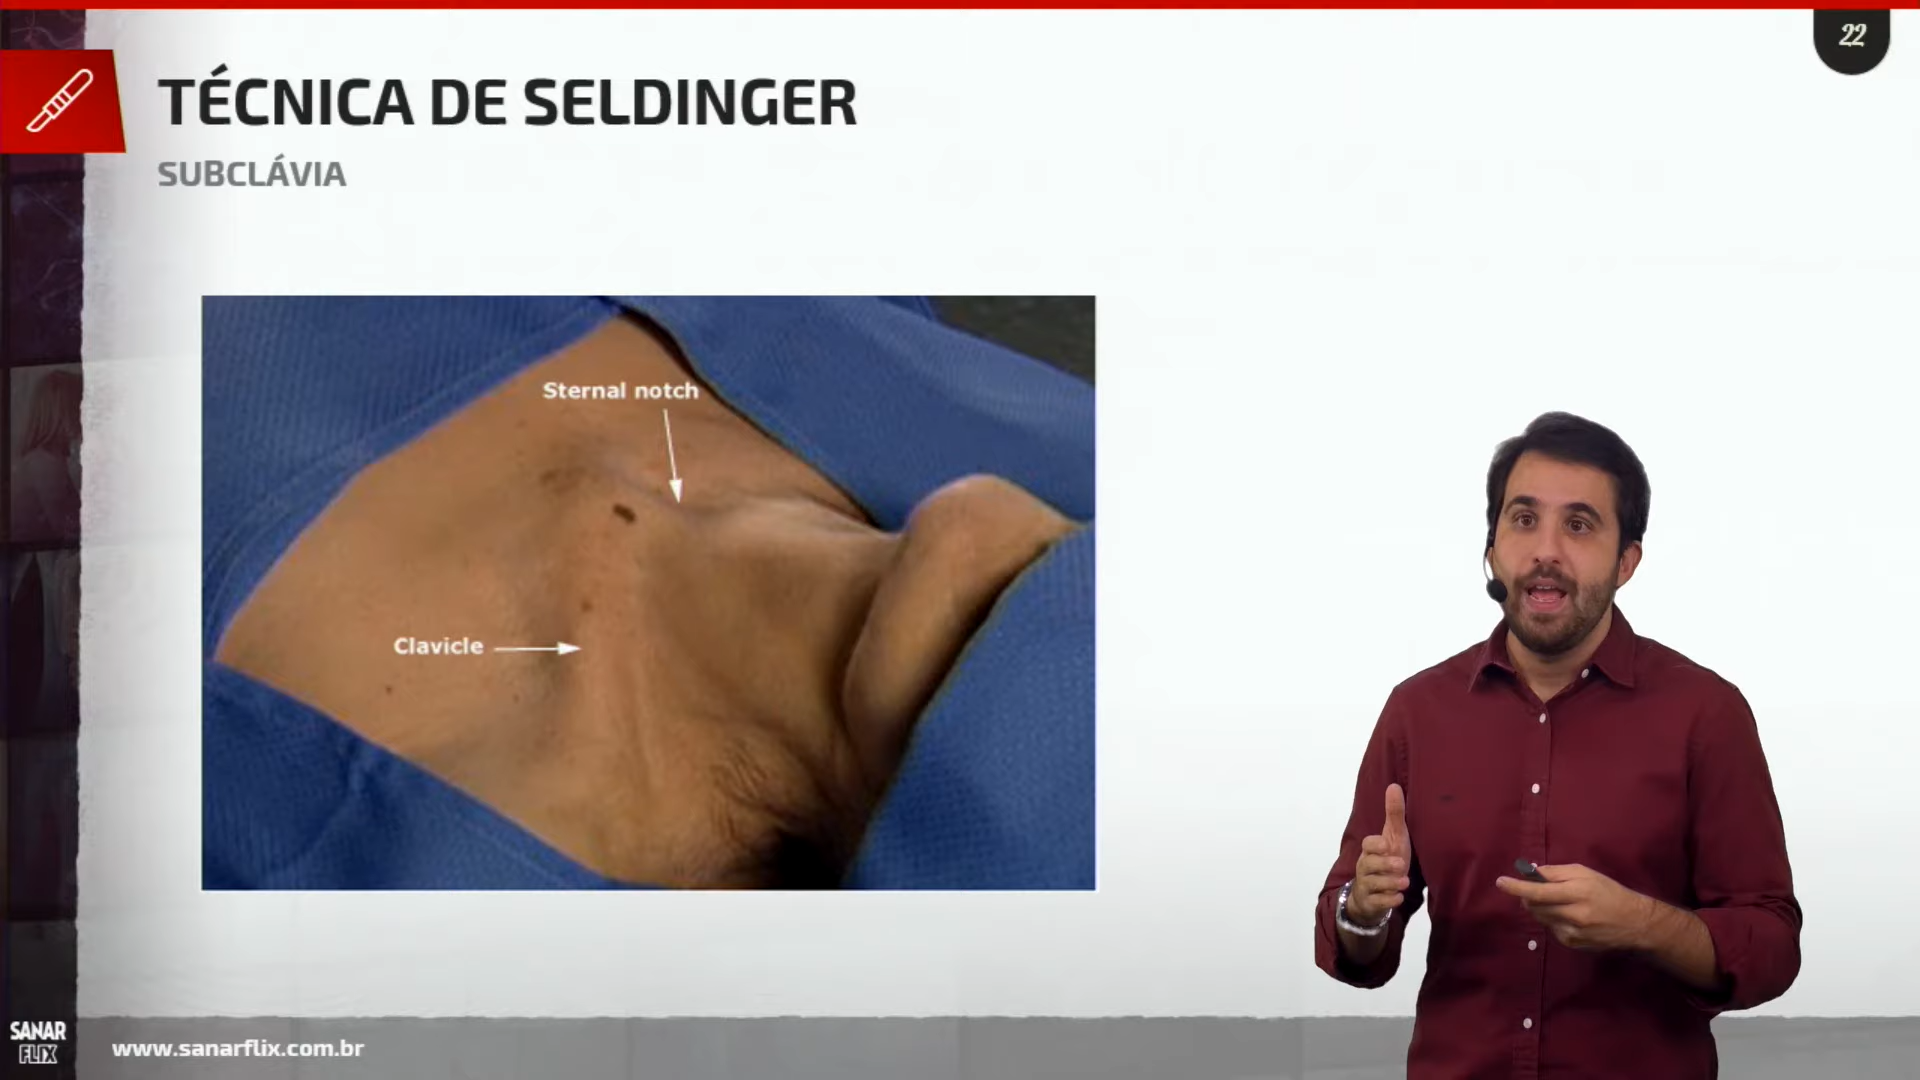 22
TÉCNICA DE SELDINGER
SUBCLÁVIA
Sternal notch
Clavicle
SANAR
FLIX
www.sanarflix.com.br